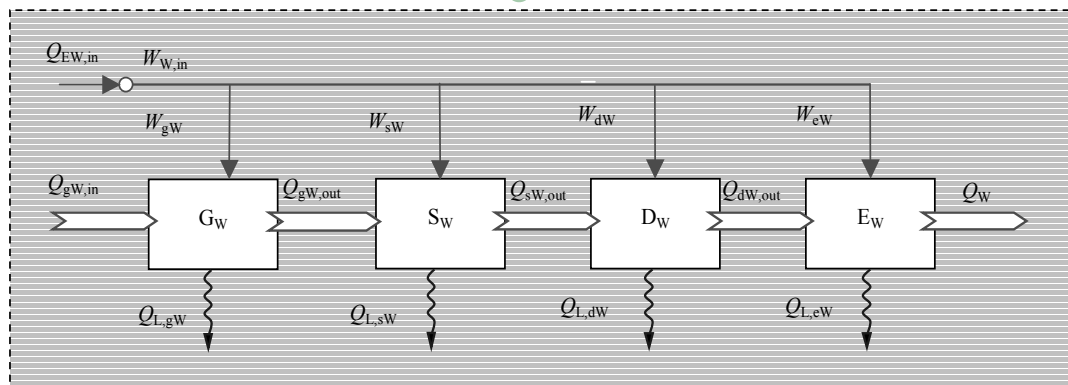 Q_EW,in W_W,in
W_gW W_sW W_dW W_eW
Q_gW,in Q_gW,out Q_sW,out Q_dW,out Q_W
G_W S_W D_W E_W
Q_L,gW Q_L,sW Q_L,dW Q_L,eW